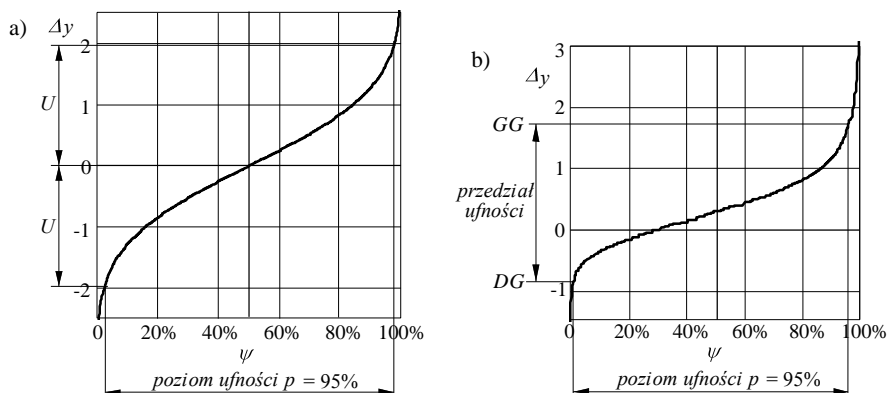 a)
Δy
2
U
1
0
U
-1
-2
0 20% 40% 60% 80% 100%
ψ
poziom ufności p = 95%
b)
3
Δy
2
GG
1
przedział
ufności
0
DG
-1
0 20% 40% 60% 80% 100%
ψ
poziom ufności p = 95%